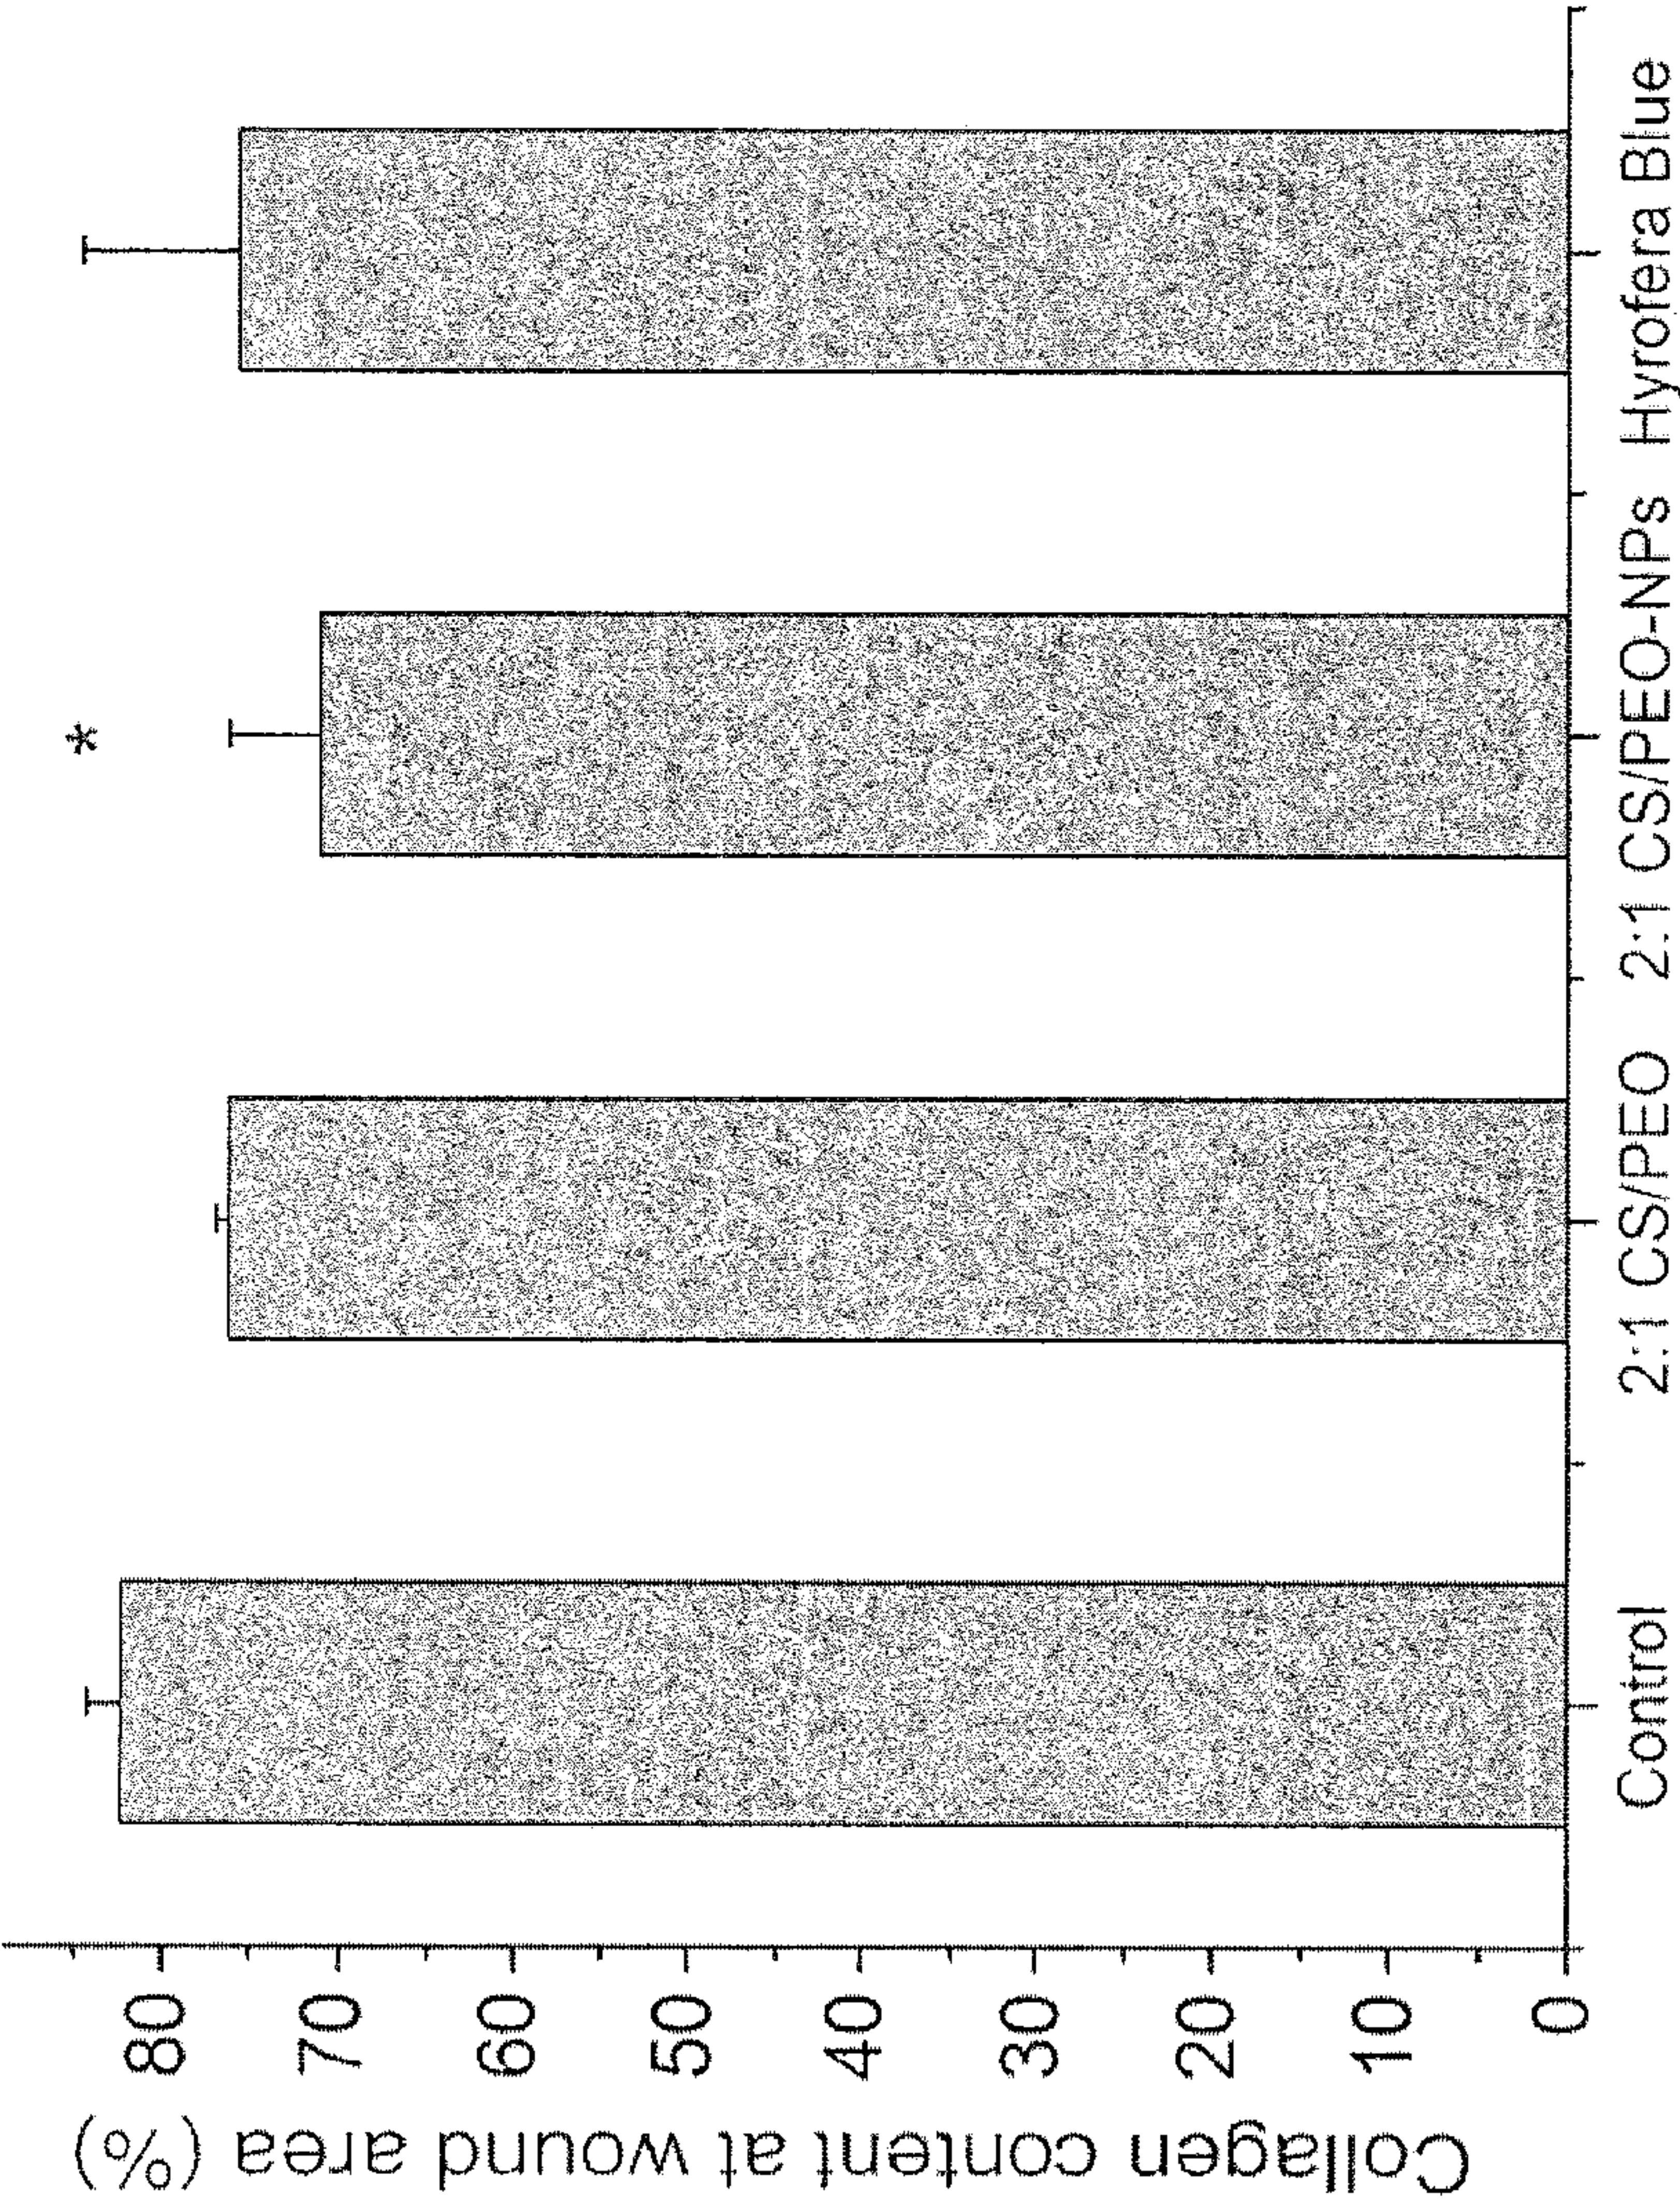 Collagen content at wound area (%)
80
70
60
50
40
30
20
10
0
*
Control
2:1 CS/PEO
2:1 CS/PEO-NPs
Hyrofera Blue